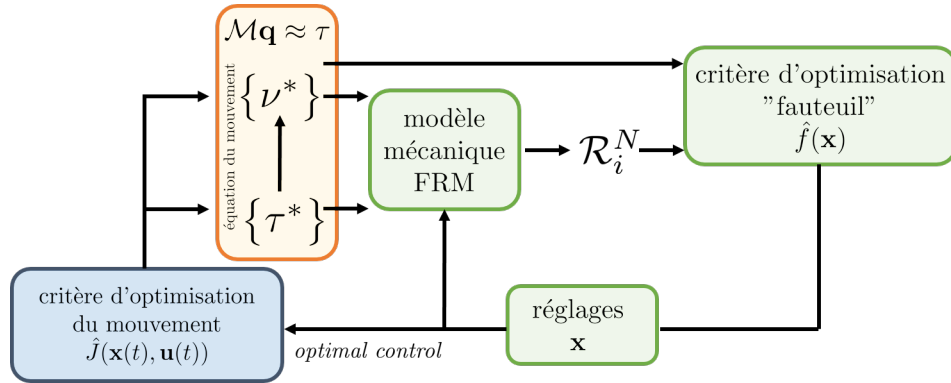 ℳ𝐪 ≈ τ
équation du mouvement
{ν*}
{τ*}
modèle
mécanique
FRM
ℛᵢᴺ
critère d'optimisation
"fauteuil"
f̂(𝐱)
critère d'optimisation
du mouvement
Ĵ(𝐱(t), 𝐮(t))
optimal control
réglages
𝐱